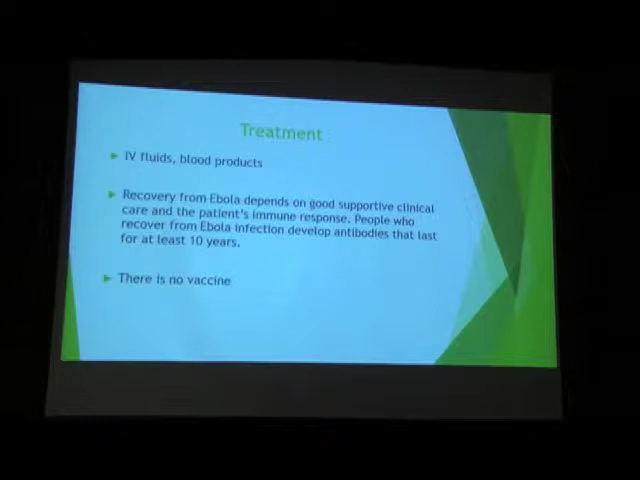 Treatment
IV fluids, blood products
Recovery from Ebola depends on good supportive clinical
care and the patient's immune response. People who
recover from Ebola infection develop antibodies that last
for at least 10 years.
There is no vaccine